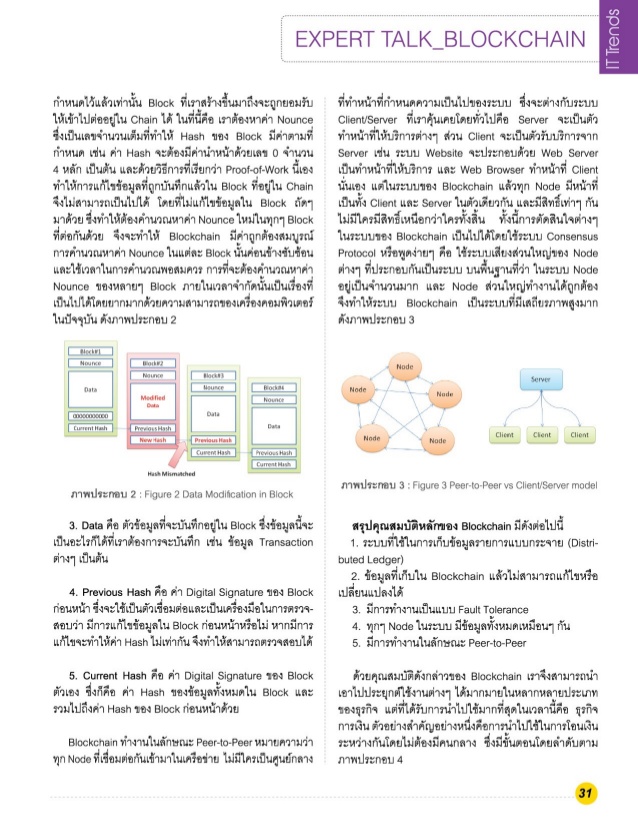 EXPERT TALK_BLOCKCHAIN
IT Trends
กำหนดไว้แล้วเท่านั้น Block ที่เราสร้างขึ้นมาถึงจะถูกยอมรับ
ให้เข้าไปต่ออยู่ใน Chain ได้ ในที่นี้คือ เราต้องหาค่า Nounce
ซึ่งเป็นเลขจำนวนเต็มที่ทำให้ Hash ของ Block มีค่าตามที่
กำหนด เช่น ค่า Hash จะต้องมีค่านำหน้าด้วยเลข 0 จำนวน
4 หลัก เป็นต้น และด้วยวิธีการที่เรียกว่า Proof-of-Work นี้เอง
ทำให้การแก้ไขข้อมูลที่ถูกบันทึกแล้วใน Block ที่อยู่ใน Chain
จึงไม่สามารถเป็นไปได้ โดยที่ไม่แก้ไขข้อมูลใน Block ถัดๆ
มาด้วย ซึ่งทำให้ต้องคำนวณหาค่า Nounce ใหม่ในทุกๆ Block
ที่ต่อกันด้วย จึงจะทำให้ Blockchain มีค่าถูกต้องสมบูรณ์
การคำนวณหาค่า Nounce ในแต่ละ Block นั้นค่อนข้างซับซ้อน
และใช้เวลาในการคำนวณพอสมควร การที่จะต้องคำนวณหาค่า
Nounce ของหลายๆ Block ภายในเวลาจำกัดนั้นเป็นเรื่องที่
เป็นไปได้โดยยากมากด้วยความสามารถของเครื่องคอมพิวเตอร์
ในปัจจุบัน ดังภาพประกอบ 2
Block#1
Nounce
Data
00000000000
Current Hash
Block#2
Nounce
Modified
Data
Previous Hash
New Hash
Block#3
Nounce
Data
Previous Hash
Current Hash
Block#4
Nounce
Data
Previous Hash
Current Hash
Hash Mismatched
ภาพประกอบ 2 : Figure 2 Data Modification in Block
3. Data คือ ตัวข้อมูลที่จะบันทึกอยู่ใน Block ซึ่งข้อมูลนี้จะ
เป็นอะไรก็ได้ที่เราต้องการจะบันทึก เช่น ข้อมูล Transaction
ต่างๆ เป็นต้น
4. Previous Hash คือ ค่า Digital Signature ของ Block
ก่อนหน้า ซึ่งจะใช้เป็นตัวเชื่อมต่อและเป็นเครื่องมือในการตรวจ-
สอบว่า มีการแก้ไขข้อมูลใน Block ก่อนหน้าหรือไม่ หากมีการ
แก้ไขจะทำให้ค่า Hash ไม่เท่ากัน จึงทำให้สามารถตรวจสอบได้
5. Current Hash คือ ค่า Digital Signature ของ Block
ตัวเอง ซึ่งก็คือ ค่า Hash ของข้อมูลทั้งหมดใน Block และ
รวมไปถึงค่า Hash ของ Block ก่อนหน้าด้วย
Blockchain ทำงานในลักษณะ Peer-to-Peer หมายความว่า
ทุก Node ที่เชื่อมต่อกันเข้ามาในเครือข่าย ไม่มีใครเป็นศูนย์กลาง
ที่ทำหน้าที่กำหนดความเป็นไปของระบบ ซึ่งจะต่างกับระบบ
Client/Server ที่เราคุ้นเคยโดยทั่วไปคือ Server จะเป็นตัว
ทำหน้าที่ให้บริการต่างๆ ส่วน Client จะเป็นตัวรับบริการจาก
Server เช่น ระบบ Website จะประกอบด้วย Web Server
เป็นทำหน้าที่ให้บริการ และ Web Browser ทำหน้าที่ Client
นั่นเอง แต่ในระบบของ Blockchain แล้วทุก Node มีหน้าที่
เป็นทั้ง Client และ Server ในตัวเดียวกัน และมีสิทธิ์เท่าๆ กัน
ไม่มีใครมีสิทธิ์เหนือกว่าใครทั้งสิ้น ทั้งนี้การตัดสินใจต่างๆ
ในระบบของ Blockchain เป็นไปได้โดยใช้ระบบ Consensus
Protocol หรือพูดง่ายๆ คือ ใช้ระบบเสียงส่วนใหญ่ของ Node
ต่างๆ ที่ประกอบกันเป็นระบบ บนพื้นฐานที่ว่า ในระบบ Node
อยู่เป็นจำนวนมาก และ Node ส่วนใหญ่ทำงานได้ถูกต้อง
จึงทำให้ระบบ Blockchain เป็นระบบที่มีเสถียรภาพสูงมาก
ดังภาพประกอบ 3
Node
Node
Node
Node
Node
Server
Client
Client
Client
ภาพประกอบ 3 : Figure 3 Peer-to-Peer vs Client/Server model
สรุปคุณสมบัติหลักของ Blockchain มีดังต่อไปนี้
1. ระบบที่ใช้ในการเก็บข้อมูลรายการแบบกระจาย (Distri-
buted Ledger)
2. ข้อมูลที่เก็บใน Blockchain แล้วไม่สามารถแก้ไขหรือ
เปลี่ยนแปลงได้
3. มีการทำงานเป็นแบบ Fault Tolerance
4. ทุกๆ Node ในระบบ มีข้อมูลทั้งหมดเหมือนๆ กัน
5. มีการทำงานในลักษณะ Peer-to-Peer
ด้วยคุณสมบัติดังกล่าวของ Blockchain เราจึงสามารถนำ
เอาไปประยุกต์ใช้งานต่างๆ ได้มากมายในหลากหลายประเภท
ของธุรกิจ แต่ที่ได้รับการนำไปใช้มากที่สุดในเวลานี้คือ ธุรกิจ
การเงิน ตัวอย่างสำคัญอย่างหนึ่งคือการนำไปใช้ในการโอนเงิน
ระหว่างกันโดยไม่ต้องมีคนกลาง ซึ่งมีขั้นตอนโดยลำดับตาม
ภาพประกอบ 4
31